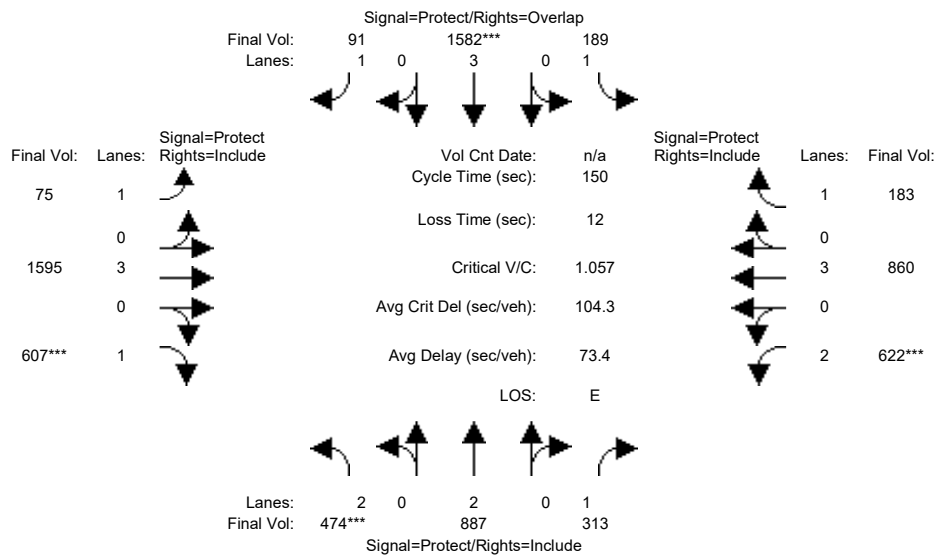 Signal=Protect/Rights=Overlap
Final Vol: 91 1582*** 189
Lanes: 1 0 3 0 1
Signal=Protect Signal=Protect
Final Vol: Lanes: Rights=Include Vol Cnt Date: n/a Rights=Include Lanes: Final Vol:
Cycle Time (sec): 150
75 1 1 183
Loss Time (sec): 12
0 0
1595 3 Critical V/C: 1.057 3 860
0 Avg Crit Del (sec/veh): 104.3 0
607*** 1 Avg Delay (sec/veh): 73.4 2 622***
LOS: E
Lanes: 2 0 2 0 1
Final Vol: 474*** 887 313
Signal=Protect/Rights=Include